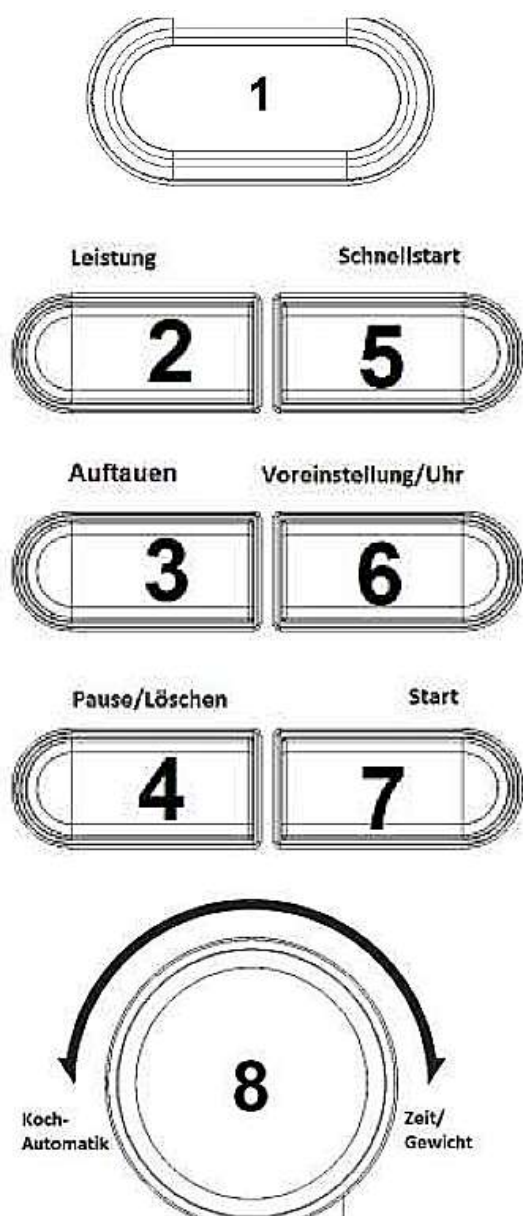 1
Leistung Schnellstart
2 5
Auftauen Voreinstellung/Uhr
3 6
Pause/Löschen Start
4 7
8
Koch-
Automatik
Zeit/
Gewicht